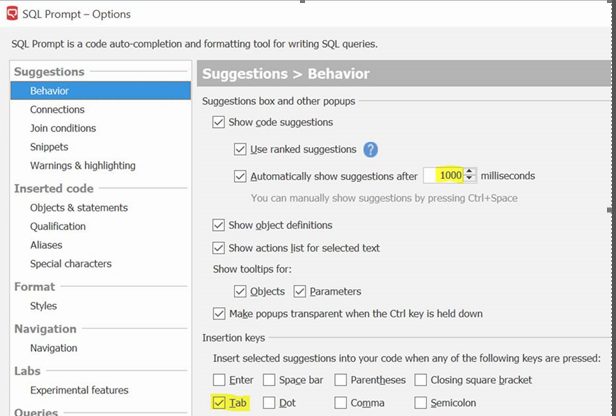 SQL Prompt – Options
SQL Prompt is a code auto-completion and formatting tool for writing SQL queries.
Suggestions
Behavior
Connections
Join conditions
Snippets
Warnings & highlighting
Inserted code
Objects & statements
Qualification
Aliases
Special characters
Format
Styles
Navigation
Navigation
Labs
Experimental features
Queries
Suggestions > Behavior
Suggestions box and other popups
Show code suggestions
Use ranked suggestions ?
Automatically show suggestions after 1000 milliseconds
You can manually show suggestions by pressing Ctrl+Space
Show object definitions
Show actions list for selected text
Show tooltips for:
Objects Parameters
Make popups transparent when the Ctrl key is held down
Insertion keys
Insert selected suggestions into your code when any of the following keys are pressed:
Enter Space bar Parentheses Closing square bracket
Tab Dot Comma Semicolon